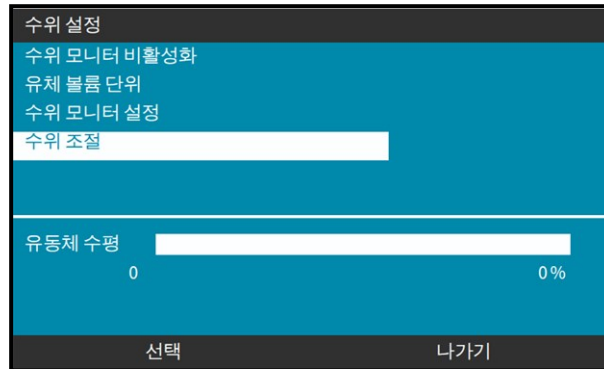 수위 설정
수위 모니터 비활성화
유체 볼륨 단위
수위 모니터 설정
수위 조절
유동체 수평
0 0 %
선택 나가기